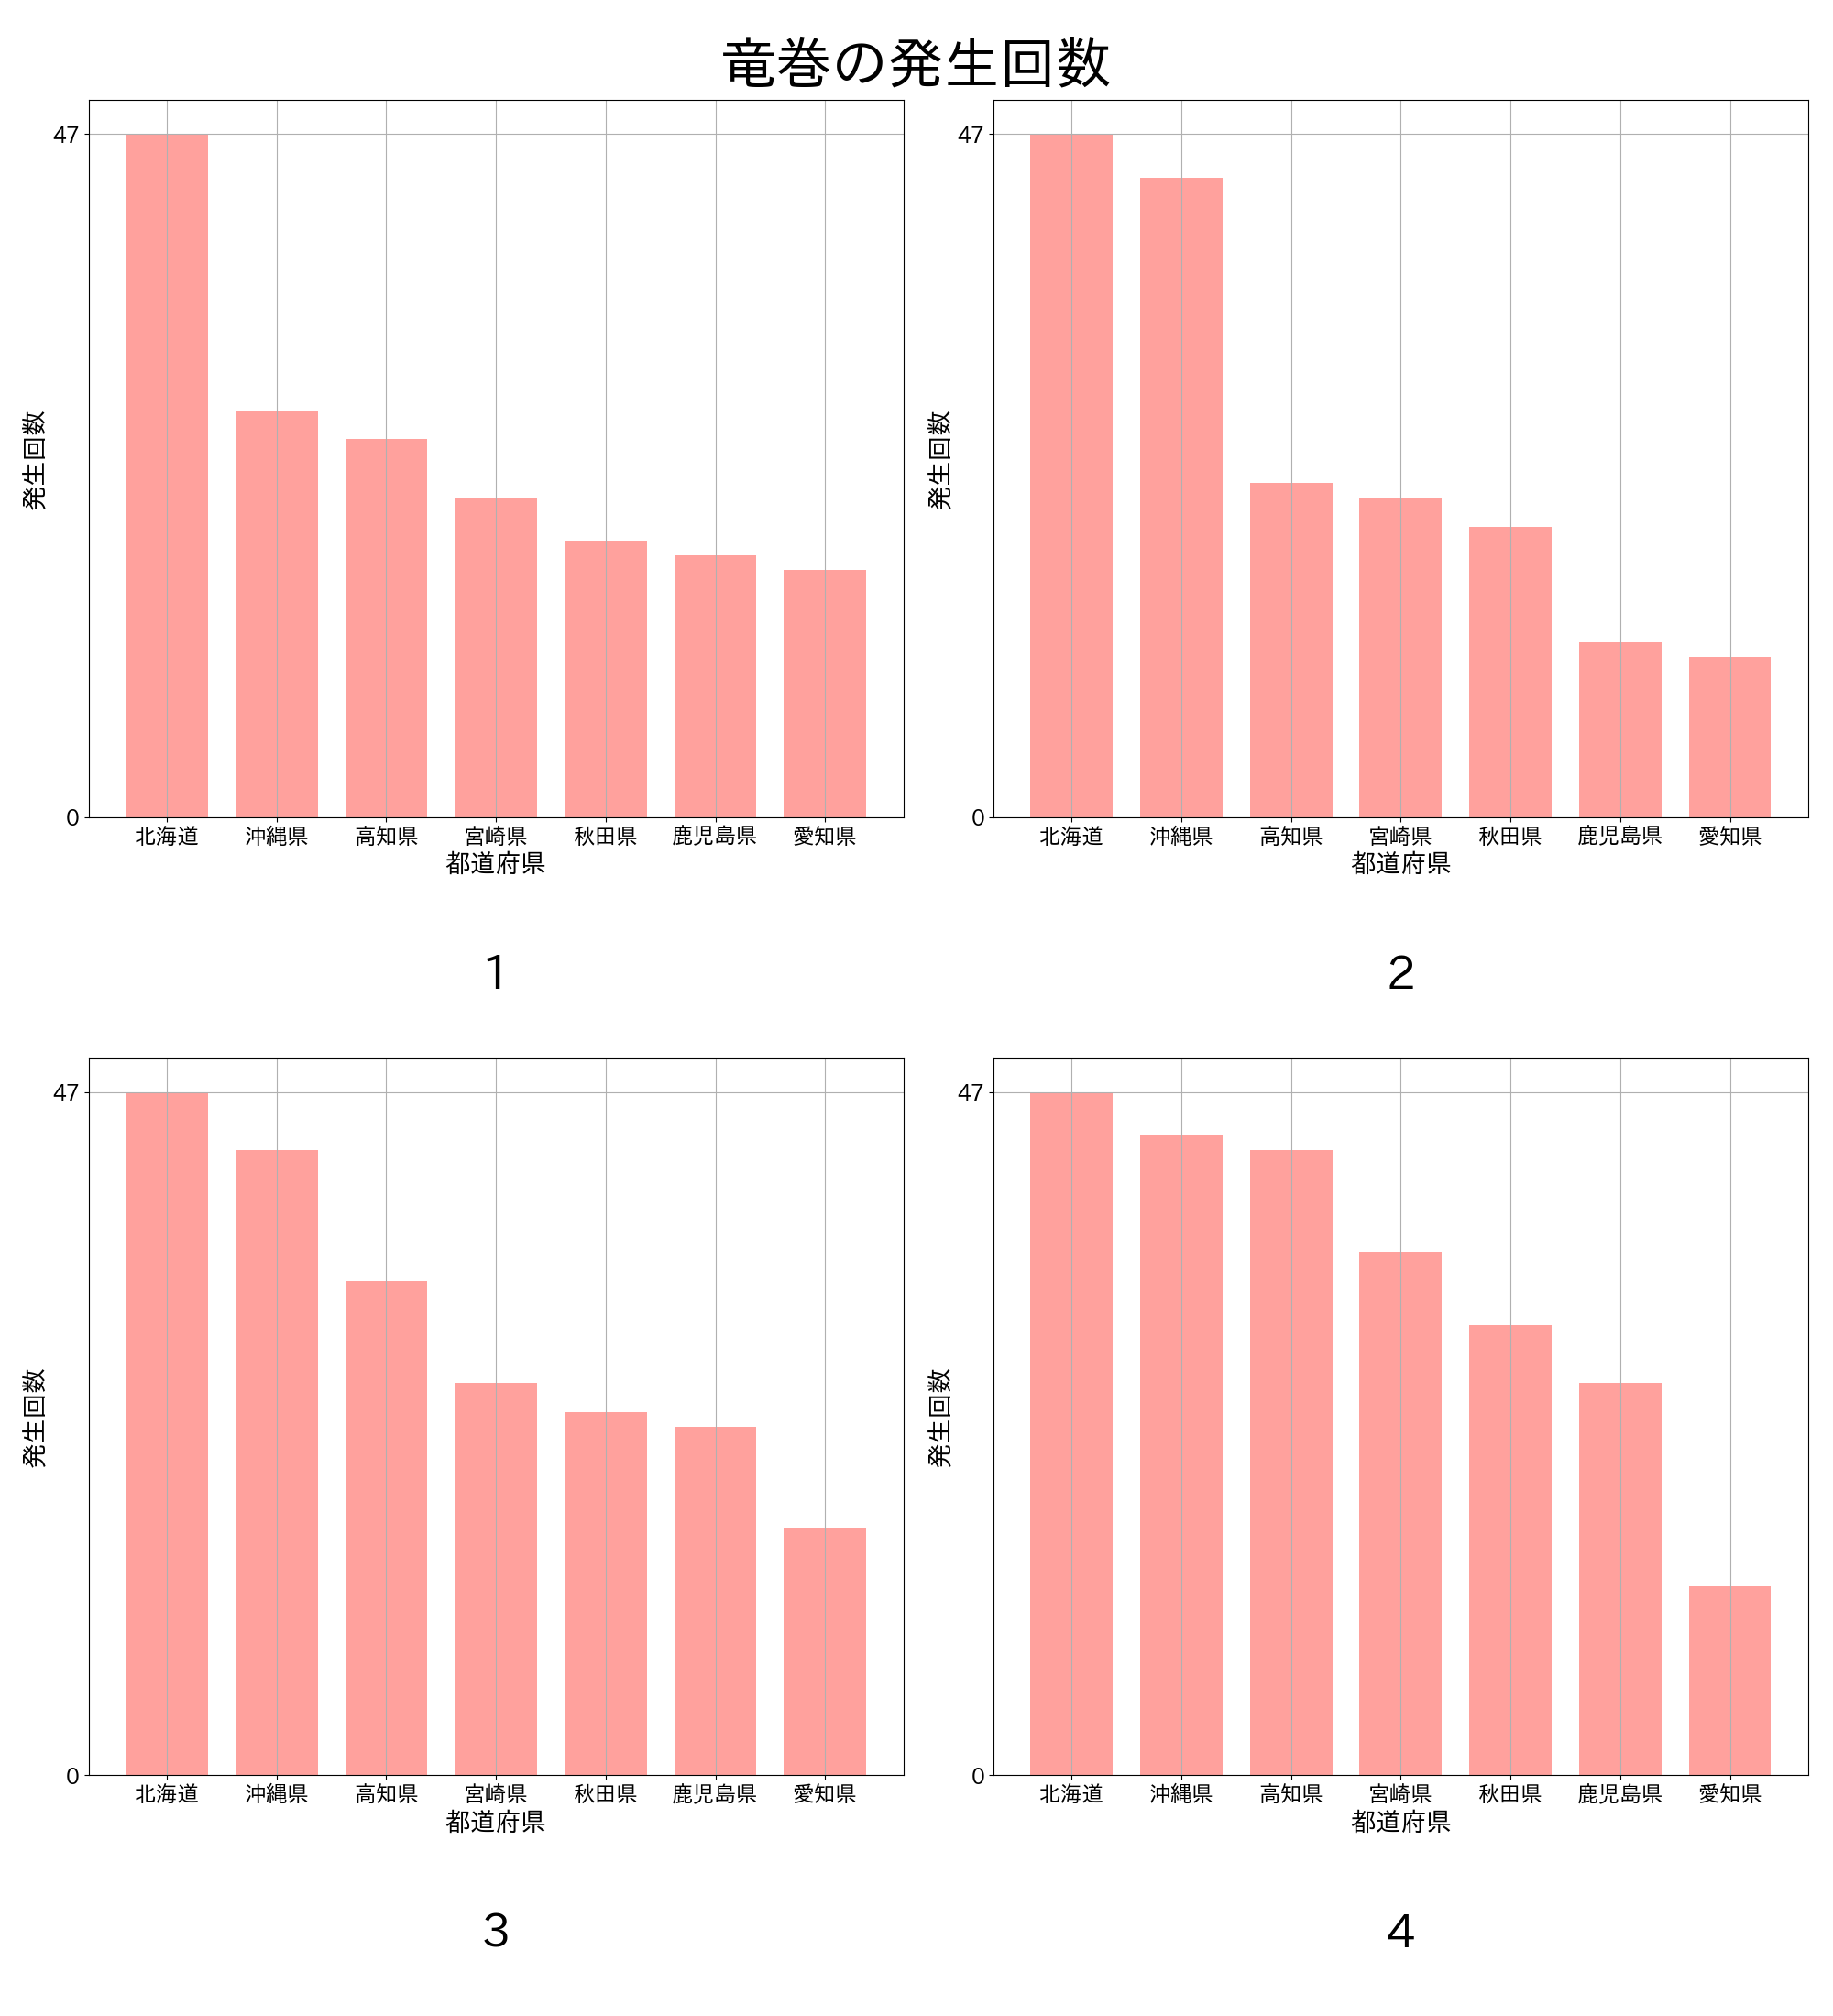 竜巻の発生回数
47
0
発生回数
北海道 沖縄県 高知県 宮崎県 秋田県 鹿児島県 愛知県
都道府県
1
47
0
発生回数
北海道 沖縄県 高知県 宮崎県 秋田県 鹿児島県 愛知県
都道府県
2
47
0
発生回数
北海道 沖縄県 高知県 宮崎県 秋田県 鹿児島県 愛知県
都道府県
3
47
0
発生回数
北海道 沖縄県 高知県 宮崎県 秋田県 鹿児島県 愛知県
都道府県
4